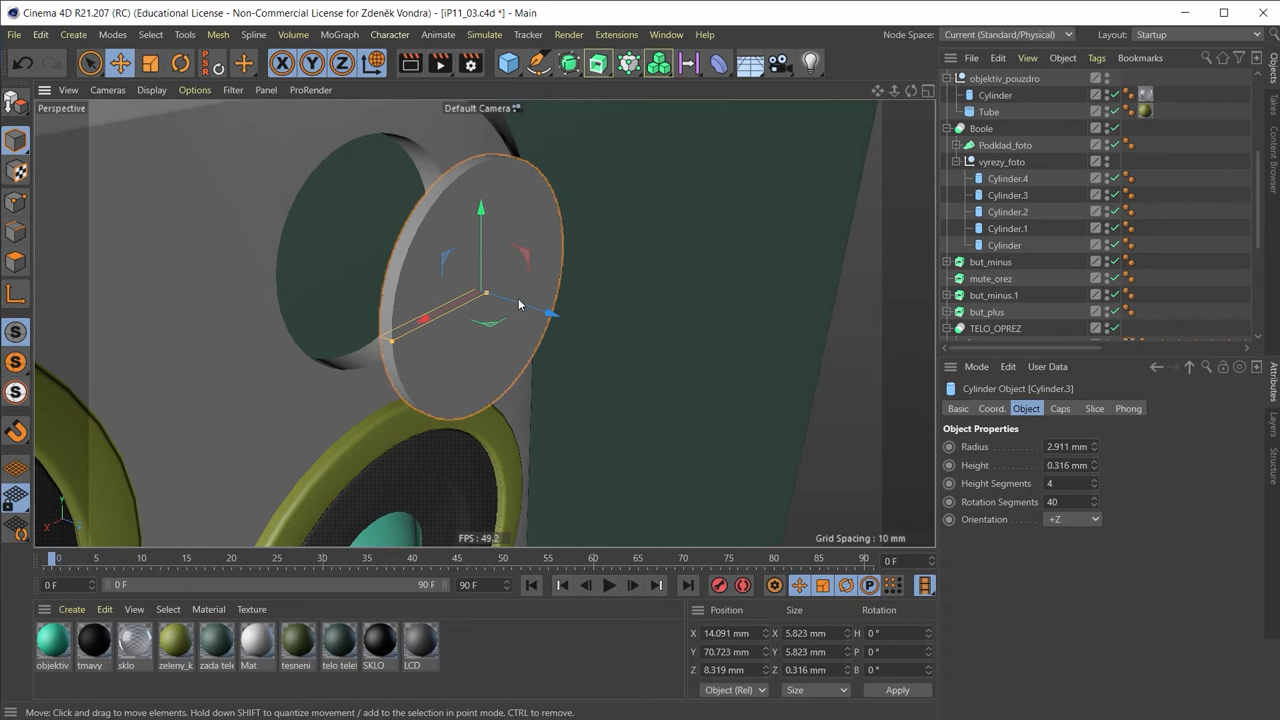 Cinema 4D R21.207 (RC) (Educational License - Non-Commercial License for Zdeněk Vondra) - [iP11_03.c4d *] - Main
File Edit Create Modes Select Tools Mesh Spline Volume MoGraph Character Animate Simulate Tracker Render Extensions Window Help Node Space: Current (Standard/Physical) Layout: Startup
X Y Z
PSR
File Edit View Object Tags Bookmarks
View Cameras Display Options Filter Panel ProRender
Perspective Default Camera
objektiv_pouzdro
Cylinder
Tube
Boole
Podklad_foto
vyrezy_foto
Cylinder.4
Cylinder.3
Cylinder.2
Cylinder.1
Cylinder
but_minus
mute_orez
but_minus.1
but_plus
TELO_OPREZ
Objects
Takes
Content Browser
Attributes
Layers
Structure
Mode Edit User Data
Cylinder Object [Cylinder.3]
Basic Coord. Object Caps Slice Phong
Object Properties
Radius 2.911 mm
Height 0.316 mm
Height Segments 4
Rotation Segments 40
Orientation +Z
Y
X Z
FPS : 49.2 Grid Spacing : 10 mm
0 5 10 15 20 25 30 35 40 45 50 55 60 65 70 75 80 85 90 0 F
0 F 0 F 90 F 90 F
Create Edit View Select Material Texture
objektiv tmavy sklo zeleny_k zada tele Mat tesneni telo telef SKLO LCD
Position Size Rotation
X 14.091 mm X 5.823 mm H 0 °
Y 70.723 mm Y 5.823 mm P 0 °
Z 8.319 mm Z 0.316 mm B 0 °
Object (Rel) Size Apply
Move: Click and drag to move elements. Hold down SHIFT to quantize movement / add to the selection in point mode, CTRL to remove.